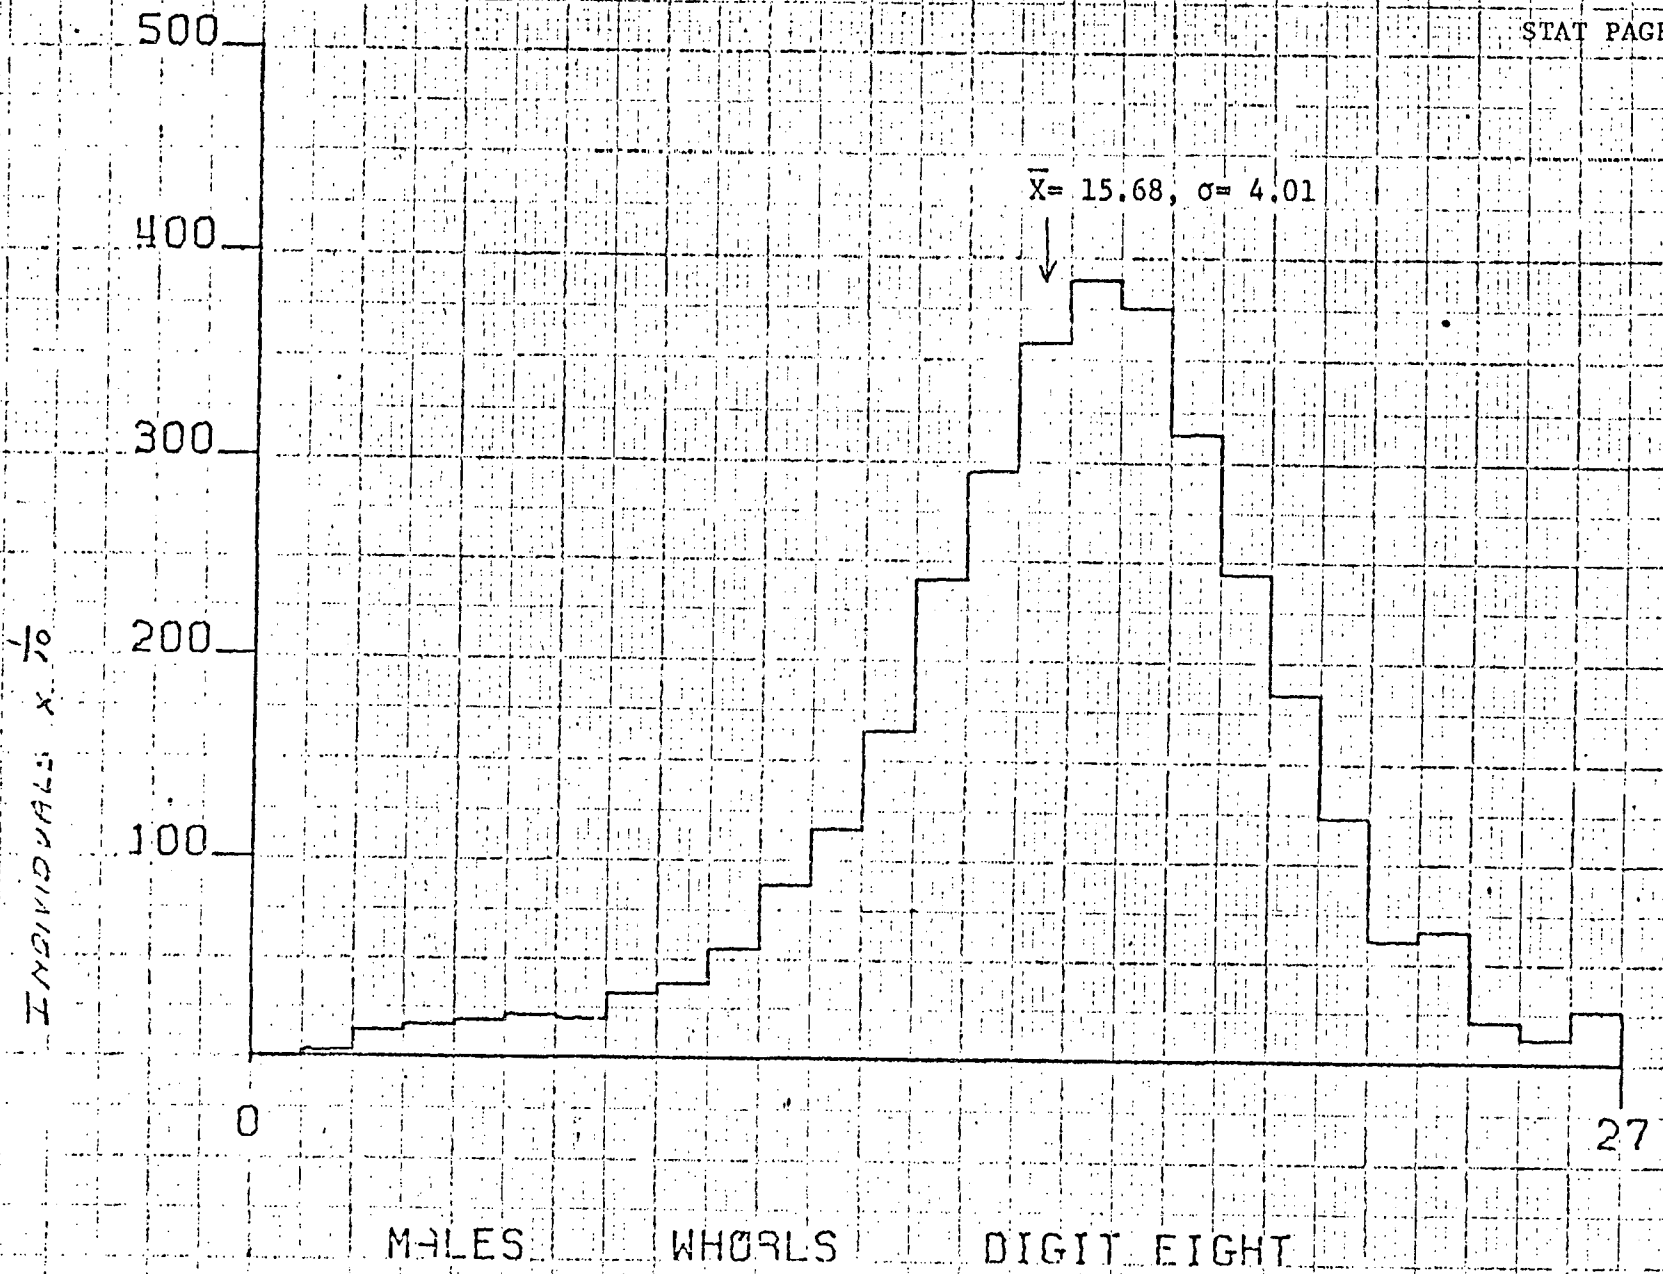 STAT PAGE
500
X̄= 15.68, σ= 4.01
400
300
200
100
INDIVIDUALS x 1/10
0
27
MALES WHORLS DIGIT EIGHT